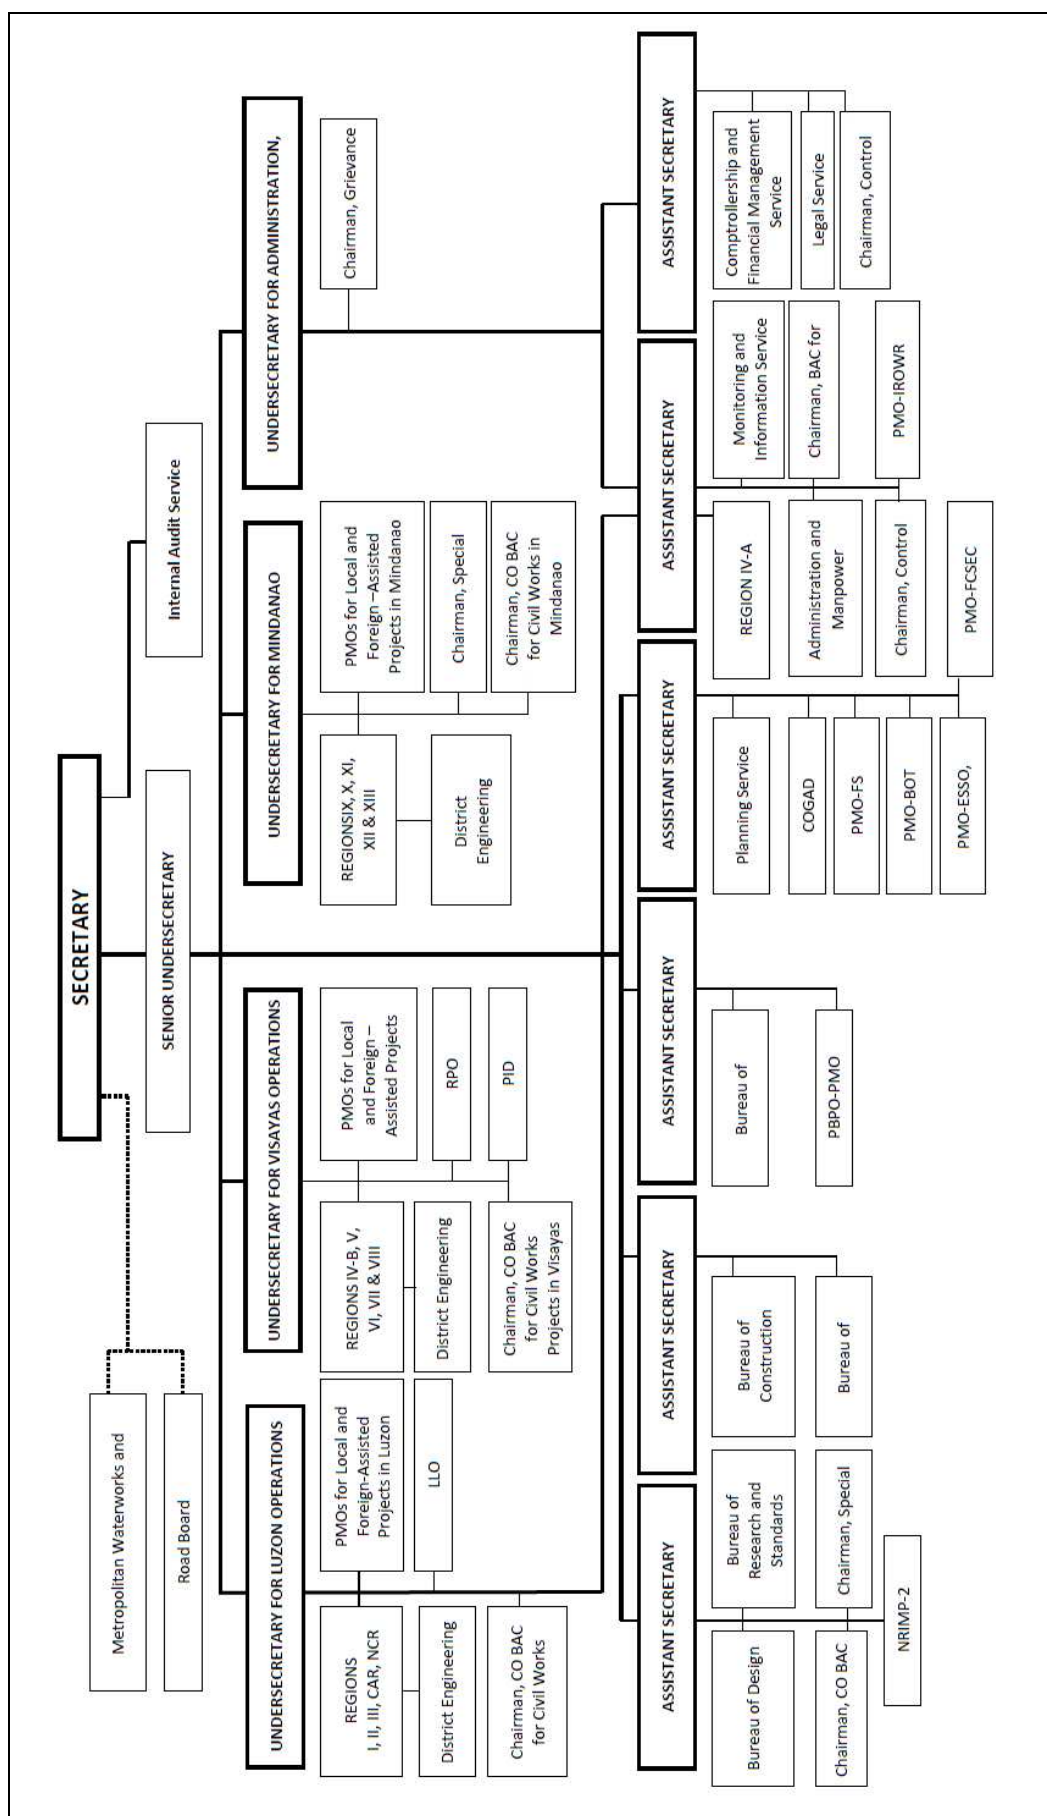 SECRETARY
Internal Audit Service
SENIOR UNDERSECRETARY
Metropolitan Waterworks and
Road Board
UNDERSECRETARY FOR LUZON OPERATIONS
UNDERSECRETARY FOR VISAYAS OPERATIONS
UNDERSECRETARY FOR MINDANAO
UNDERSECRETARY FOR ADMINISTRATION,
REGIONS
I, II, III, CAR, NCR
District Engineering
Chairman, CO BAC
for Civil Works
PMOs for Local and
Foreign-Assisted
Projects in Luzon
LLO
REGIONS IV-B, V,
VI, VII & VIII
District Engineering
Chairman, CO BAC
for Civil Works
Projects in Visayas
PMOs for Local
and Foreign –
Assisted Projects
RPO
PID
REGIONSIX, X, XI,
XII & XIII
District
Engineering
PMOs for Local and
Foreign –Assisted
Projects in Mindanao
Chairman, Special
Chairman, CO BAC
for Civil Works in
Mindanao
Chairman, Grievance
ASSISTANT SECRETARY
Bureau of Design
Chairman, CO BAC
Bureau of
Research and
Standards
Chairman, Special
NRIMP-2
ASSISTANT SECRETARY
Bureau of
Construction
Bureau of
ASSISTANT SECRETARY
Bureau of
PBPO-PMO
ASSISTANT SECRETARY
Planning Service
COGAD
PMO-FS
PMO-BOT
PMO-ESSO,
PMO-FCSEC
ASSISTANT SECRETARY
REGION IV-A
Administration and
Manpower
Chairman, Control
Monitoring and
Information Service
Chairman, BAC for
PMO-IROWR
ASSISTANT SECRETARY
Comptrollership and
Financial Management
Service
Legal Service
Chairman, Control